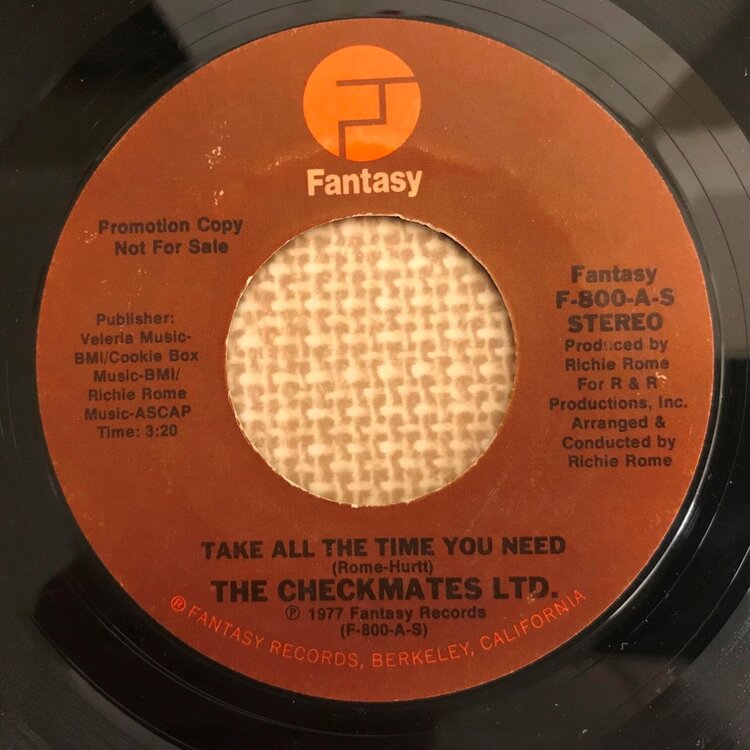 Fantasy
Promotion Copy
Not For Sale
Publisher:
Veleria Music-
BMI/Cookie Box
Music-BMI/
Richie Rome
Music-ASCAP
Time: 3:20
Fantasy
F-800-A-S
STEREO
Produced by
Richie Rome
For R & R
Productions, Inc.
Arranged &
Conducted by
Richie Rome
TAKE ALL THE TIME YOU NEED
(Rome-Hurtt)
THE CHECKMATES LTD.
℗ 1977 Fantasy Records
(F-800-A-S)
® FANTASY RECORDS, BERKELEY, CALIFORNIA